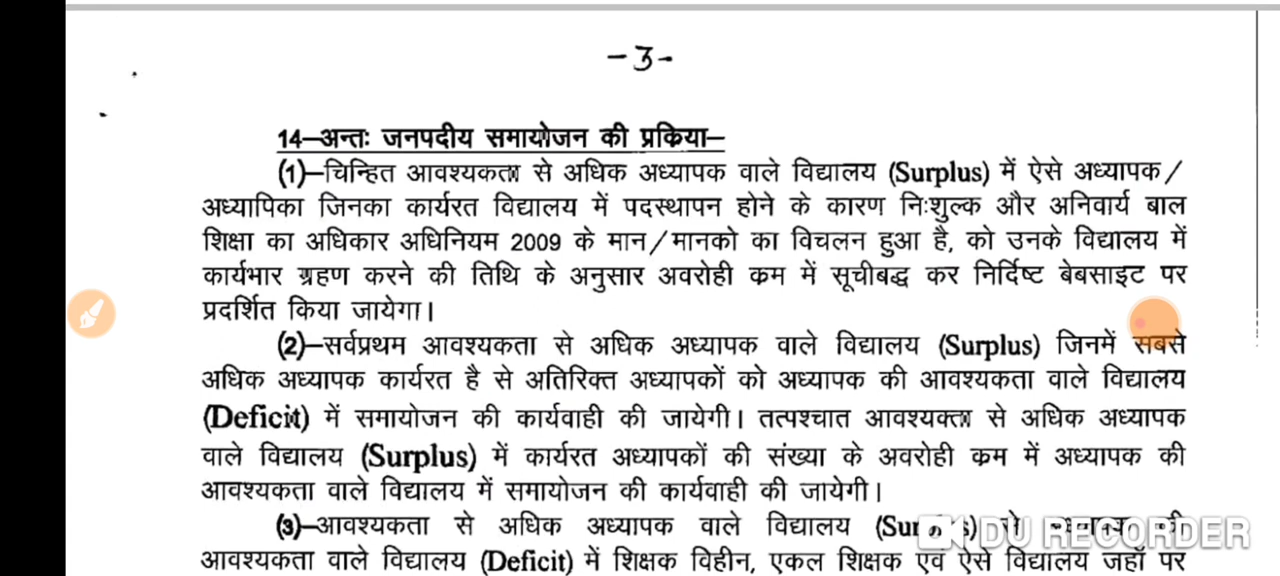 -3-
14–अन्तः जनपदीय समायोजन की प्रकिया–
(1)–चिन्हित आवश्यकता से अधिक अध्यापक वाले विद्यालय (Surplus) में ऐसे अध्यापक/
अध्यापिका जिनका कार्यरत विद्यालय में पदस्थापन होने के कारण निःशुल्क और अनिवार्य बाल
शिक्षा का अधिकार अधिनियम 2009 के मान/मानको का विचलन हुआ है, को उनके विद्यालय में
कार्यभार ग्रहण करने की तिथि के अनुसार अवरोही क्रम में सूचीबद्ध कर निर्दिष्ट बेबसाइट पर
प्रदर्शित किया जायेगा।
(2)–सर्वप्रथम आवश्यकता से अधिक अध्यापक वाले विद्यालय (Surplus) जिनमें सबसे
अधिक अध्यापक कार्यरत है से अतिरिक्त अध्यापकों को अध्यापक की आवश्यकता वाले विद्यालय
(Deficit) में समायोजन की कार्यवाही की जायेगी। तत्पश्चात आवश्यक्ता से अधिक अध्यापक
वाले विद्यालय (Surplus) में कार्यरत अध्यापकों की संख्या के अवरोही क्रम में अध्यापक की
आवश्यकता वाले विद्यालय में समायोजन की कार्यवाही की जायेगी।
(3)–आवश्यकता से अधिक अध्यापक वाले विद्यालय (Surplus) से अध्यापक की
आवश्यकता वाले विद्यालय (Deficit) में शिक्षक विहीन, एकल शिक्षक एवं ऐसे विद्यालय जहाँ पर
DU RECORDER